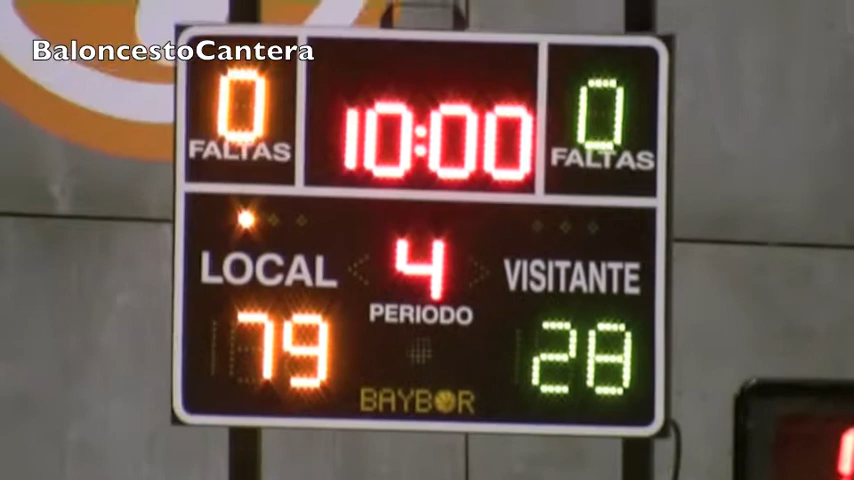 BaloncestoCantera
0 10:00 0
FALTAS FALTAS
LOCAL 4 VISITANTE
PERIODO
79 28
BAYBOR